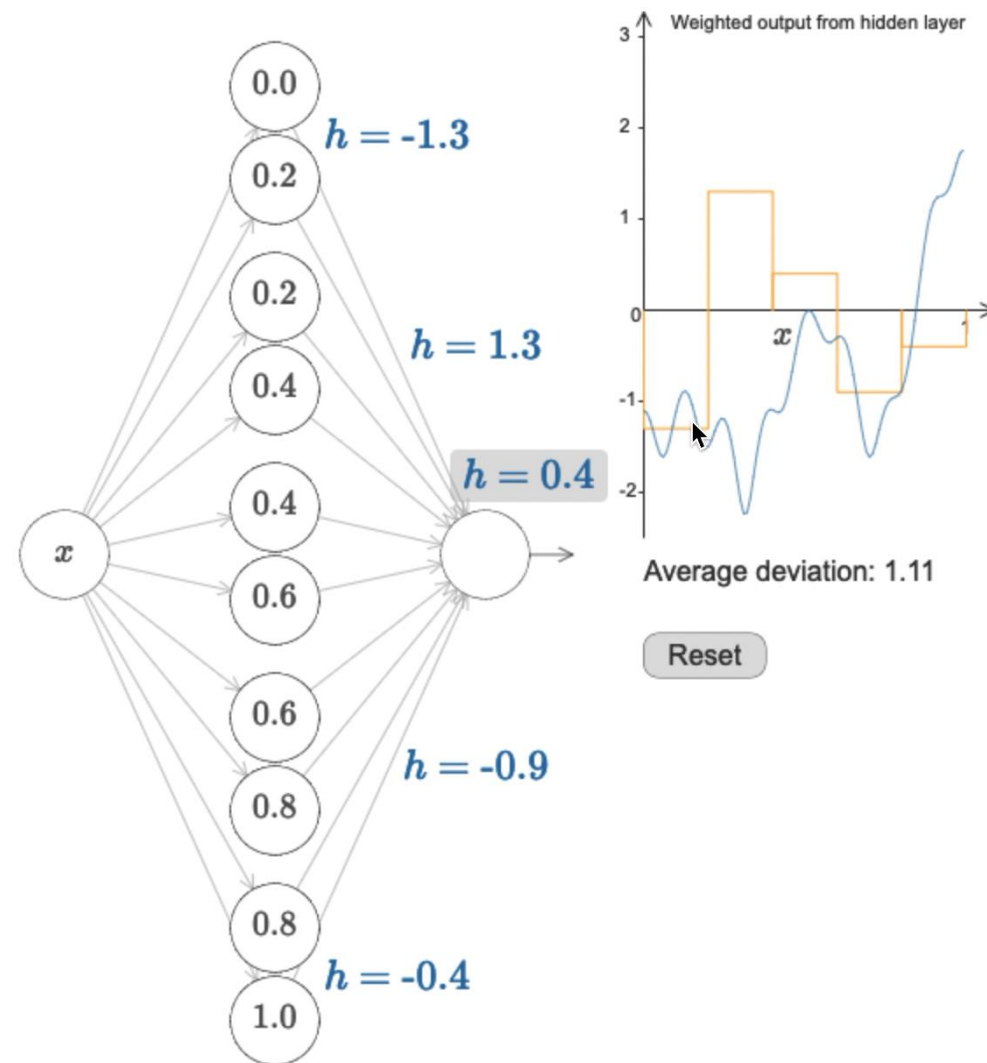 0.0
h = -1.3
0.2
0.2
h = 1.3
0.4
h = 0.4
0.4
x
0.6
0.6
h = -0.9
0.8
0.8
h = -0.4
1.0
Weighted output from hidden layer
3
2
1
0
x
1
-1
-2
Average deviation: 1.11
Reset